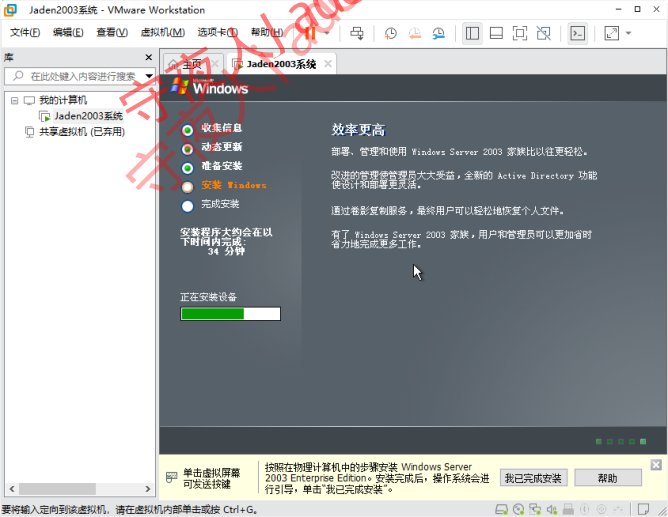 Jaden2003系统 - VMware Workstation
文件(F) 编辑(E) 查看(V) 虚拟机(M) 选项卡(T) 帮助(H)
库
在此处键入内容进行搜索
我的计算机
Jaden2003系统
共享虚拟机 (已弃用)
主页
Jaden2003系统
守夜人Jaden
守夜人Jaden
Windows
收集信息
动态更新
准备安装
安装 Windows
完成安装
安装程序大约会在以
下时间内完成:
34 分钟
正在安装设备
效率更高
部署、管理和使用 Windows Server 2003 家族比以往更轻松。
改进的管理使管理员大大受益，全新的 Active Directory 功能
使设计和部署更灵活。
通过卷影复制服务，最终用户可以轻松地恢复个人文件。
有了 Windows Server 2003 家族，用户和管理员可以更加省时
省力地完成更多工作。
单击虚拟屏幕
可发送按键
按照在物理计算机中的步骤安装 Windows Server
2003 Enterprise Edition。安装完成后，操作系统会进
行引导，单击"我已完成安装"。
我已完成安装
帮助
要将输入定向到该虚拟机，请在虚拟机内部单击或按 Ctrl+G。